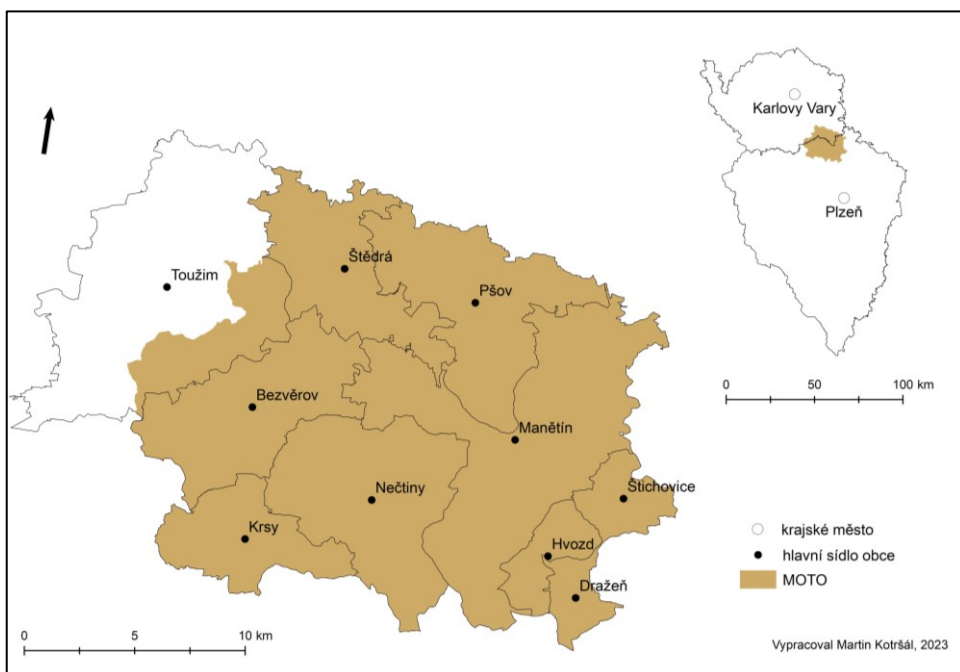 Karlovy Vary
Plzeň
0 50 100 km
Štědrá
Toužim
Pšov
Bezvěrov
Manětín
Nečtiny
Štichovice
Krsy
Hvozd
Dražeň
krajské město
hlavní sídlo obce
MOTO
0 5 10 km
Vypracoval Martin Kotršál, 2023